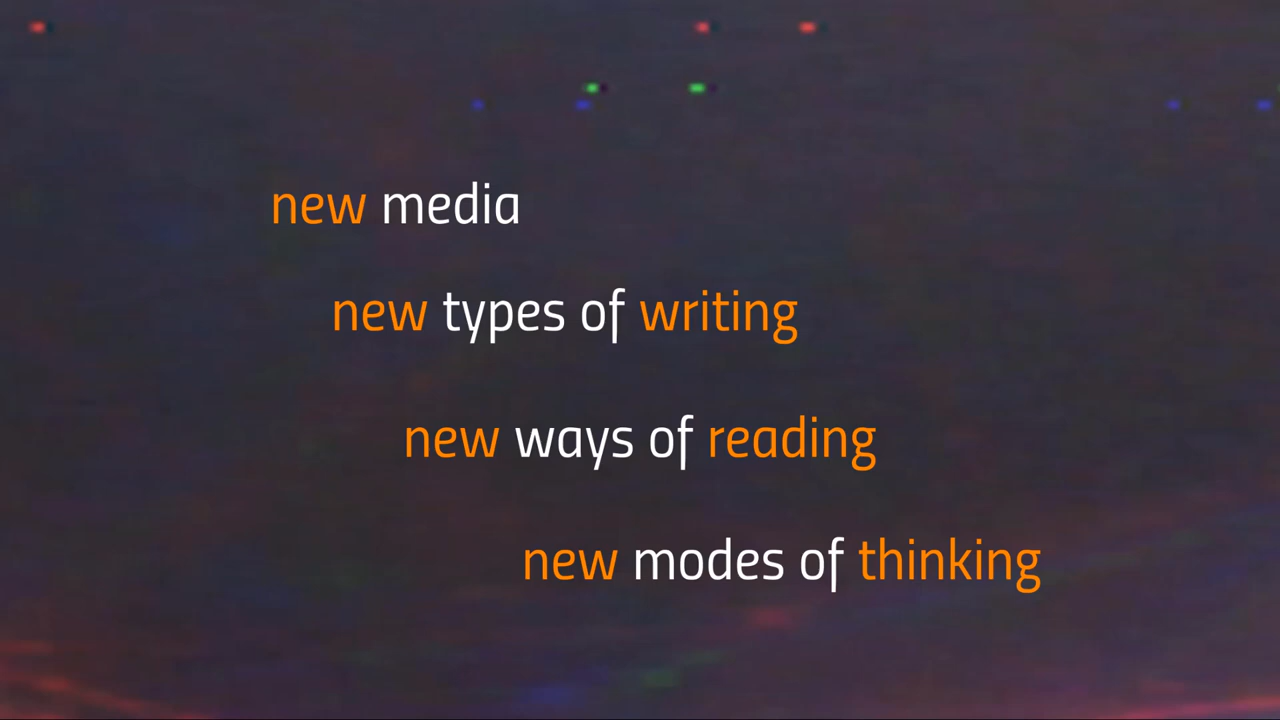 new media
new types of writing
new ways of reading
new modes of thinking